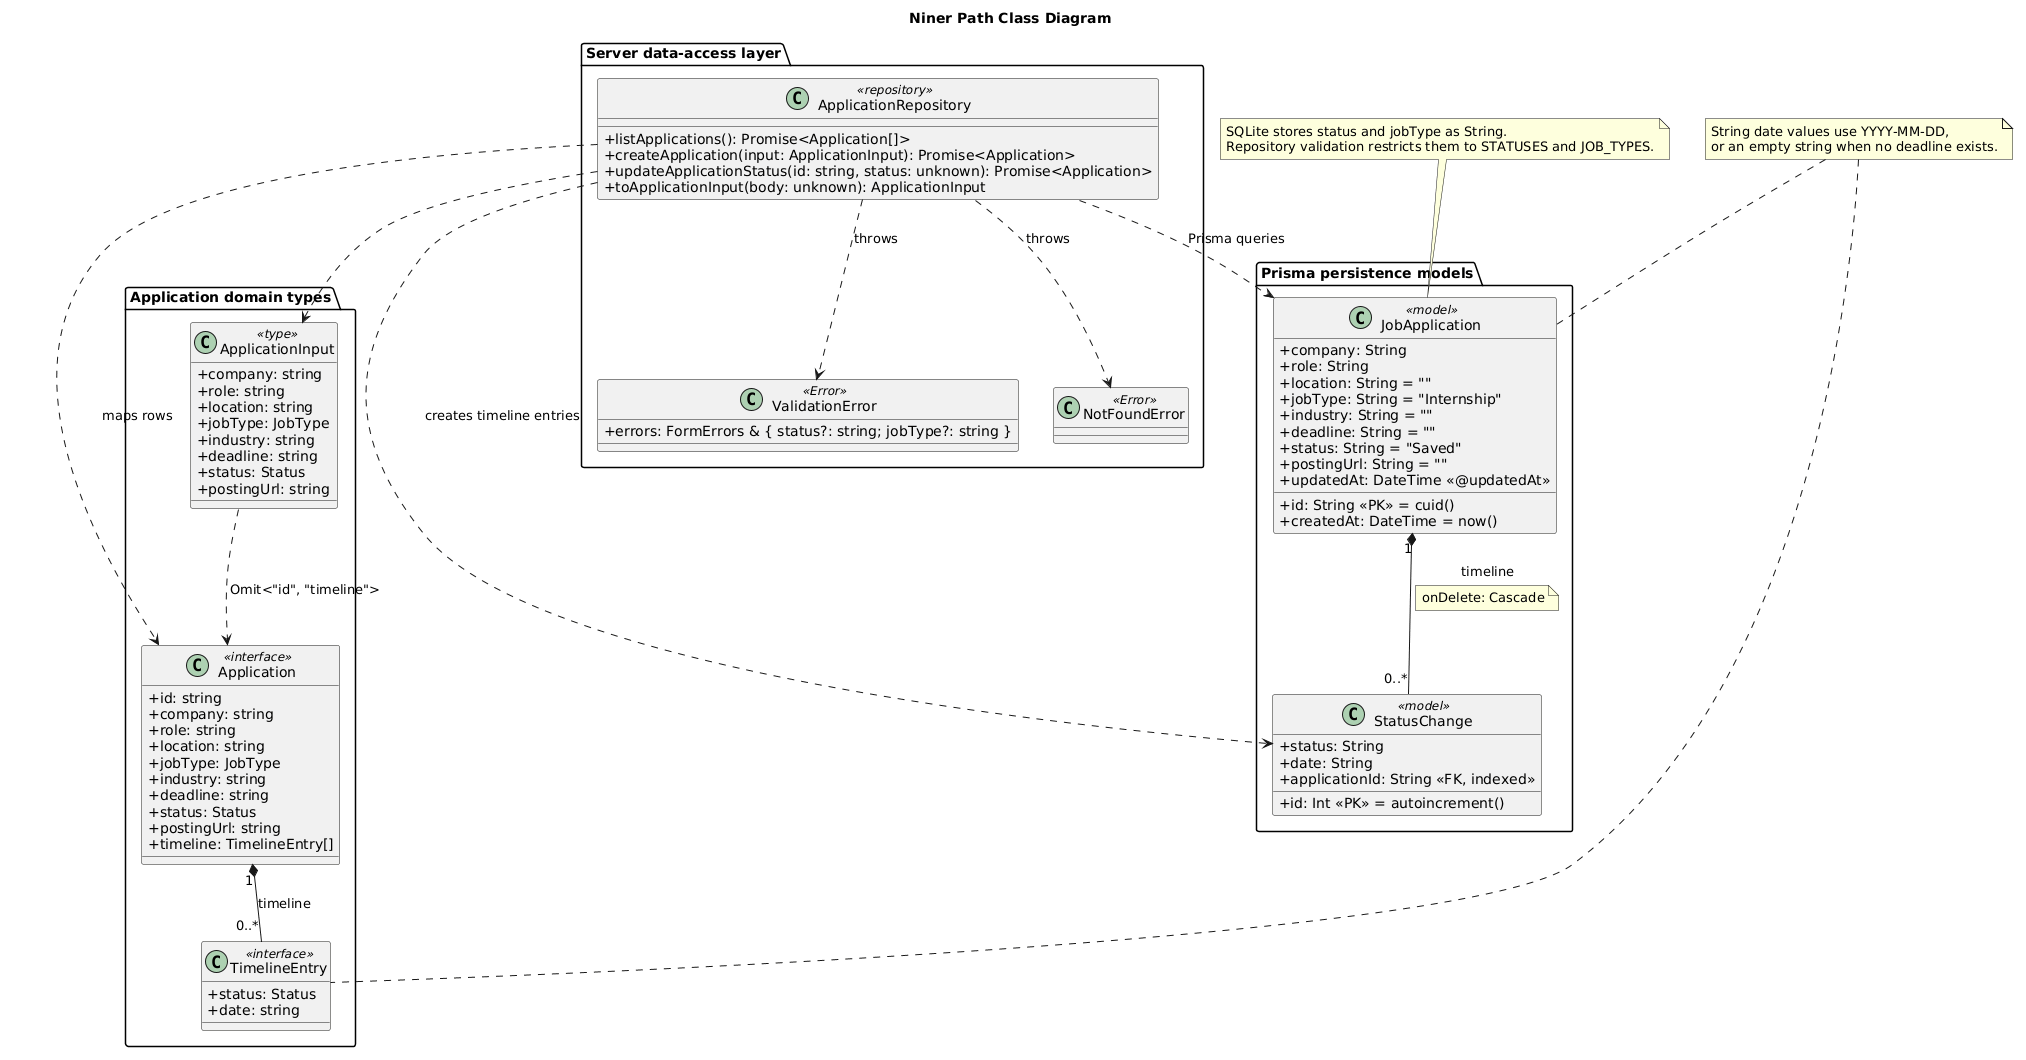 Niner Path Class Diagram
Server data-access layer
C
«repository»
ApplicationRepository
+listApplications(): Promise<Application[]>
+createApplication(input: ApplicationInput): Promise<Application>
+updateApplicationStatus(id: string, status: unknown): Promise<Application>
+toApplicationInput(body: unknown): ApplicationInput
SQLite stores status and jobType as String.
Repository validation restricts them to STATUSES and JOB_TYPES.
String date values use YYYY-MM-DD,
or an empty string when no deadline exists.
throws
throws
Prisma queries
maps rows
creates timeline entries
C
«Error»
ValidationError
+errors: FormErrors & { status?: string; jobType?: string }
C
«Error»
NotFoundError
Application domain types
C
«type»
ApplicationInput
+company: string
+role: string
+location: string
+jobType: JobType
+industry: string
+deadline: string
+status: Status
+postingUrl: string
Omit<"id", "timeline">
C
«interface»
Application
+id: string
+company: string
+role: string
+location: string
+jobType: JobType
+industry: string
+deadline: string
+status: Status
+postingUrl: string
+timeline: TimelineEntry[]
1
timeline
0..*
C
«interface»
TimelineEntry
+status: Status
+date: string
Prisma persistence models
C
«model»
JobApplication
+company: String
+role: String
+location: String = ""
+jobType: String = "Internship"
+industry: String = ""
+deadline: String = ""
+status: String = "Saved"
+postingUrl: String = ""
+updatedAt: DateTime «@updatedAt»
+id: String «PK» = cuid()
+createdAt: DateTime = now()
1
timeline
onDelete: Cascade
0..*
C
«model»
StatusChange
+status: String
+date: String
+applicationId: String «FK, indexed»
+id: Int «PK» = autoincrement()